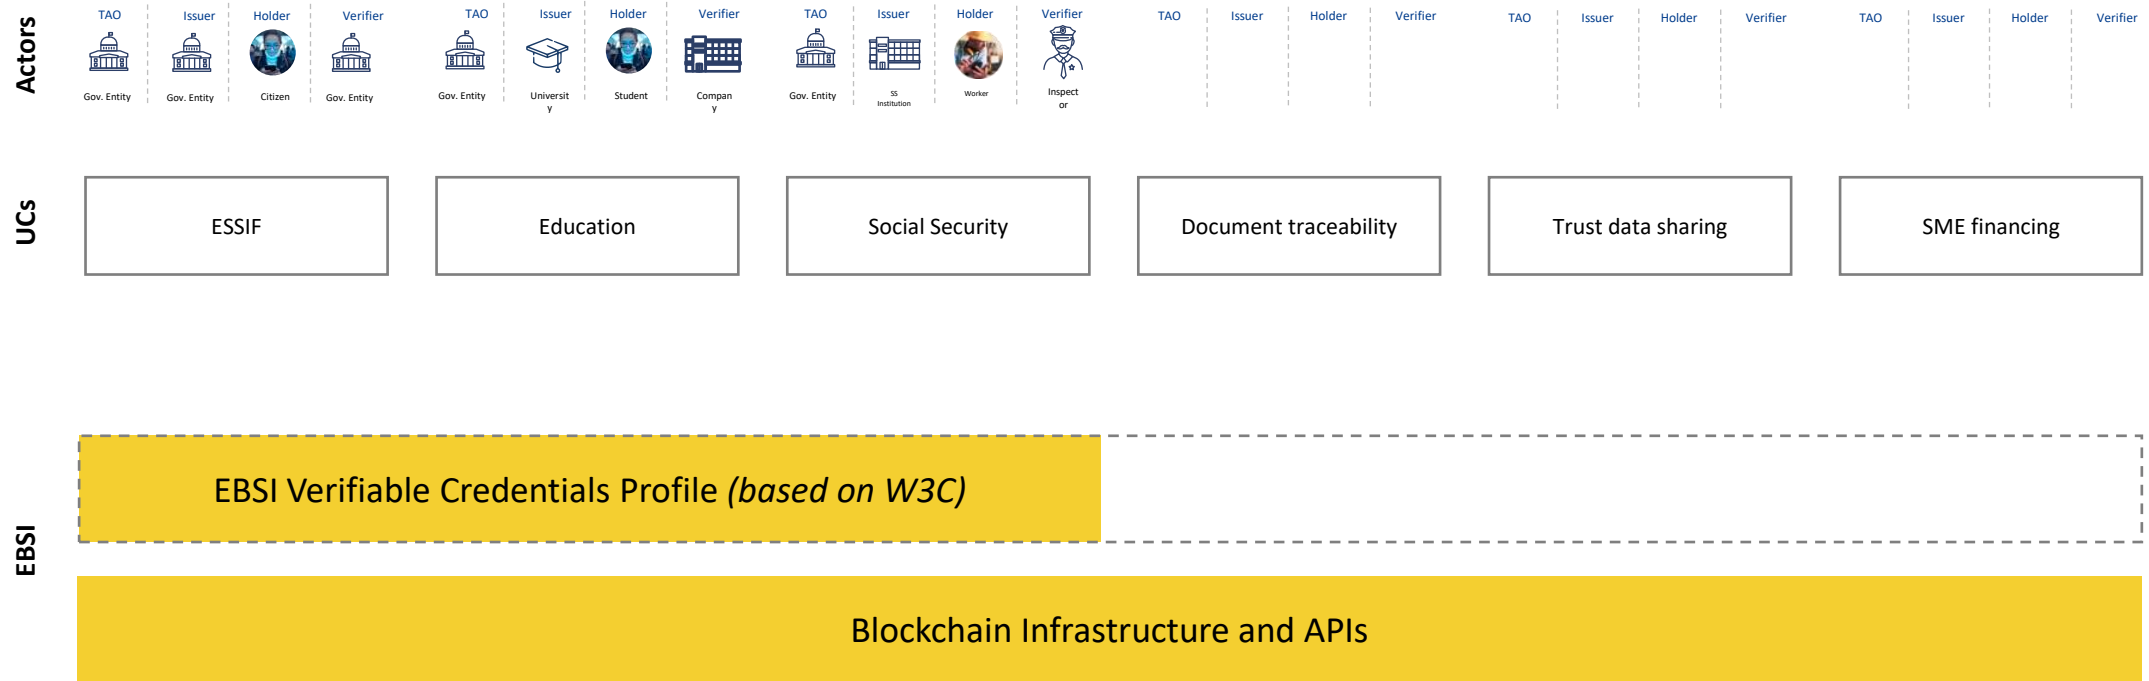 Actors
TAO Issuer Holder Verifier
Gov. Entity Gov. Entity Citizen Gov. Entity
TAO Issuer Holder Verifier
Gov. Entity Universit Student Compan
y y
TAO Issuer Holder Verifier
Gov. Entity SS Worker Inspect
Institution or
TAO Issuer Holder Verifier
TAO Issuer Holder Verifier
TAO Issuer Holder Verifier
UCs
ESSIF
Education
Social Security
Document traceability
Trust data sharing
SME financing
EBSI
EBSI Verifiable Credentials Profile (based on W3C)
Blockchain Infrastructure and APIs